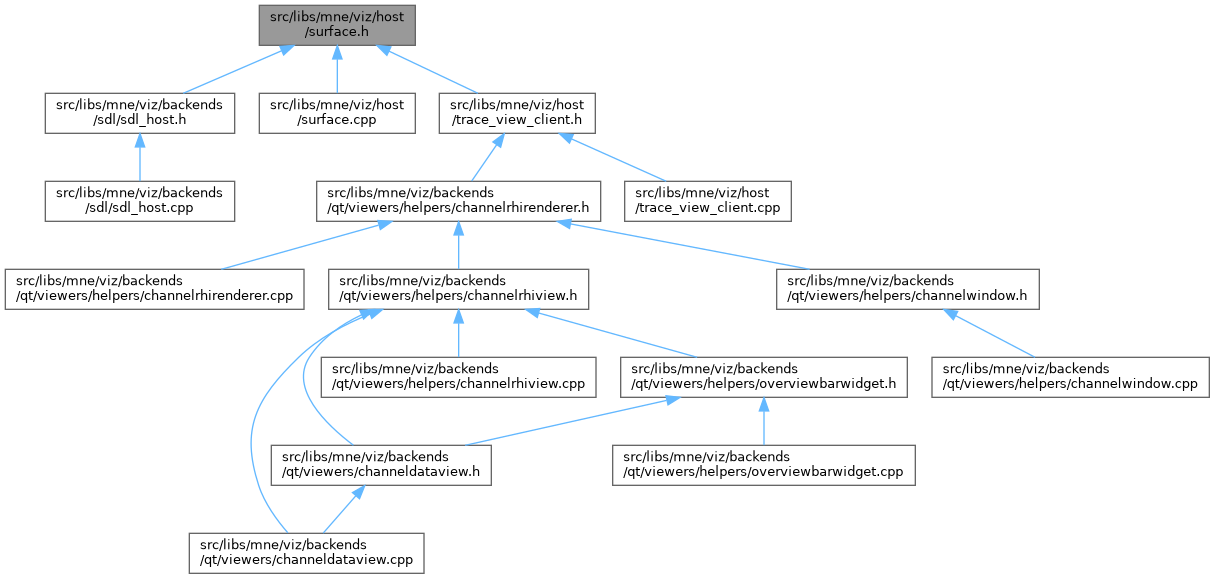 src/libs/mne/viz/host
/surface.h
src/libs/mne/viz/backends
/sdl/sdl_host.h
src/libs/mne/viz/host
/surface.cpp
src/libs/mne/viz/host
/trace_view_client.h
src/libs/mne/viz/backends
/sdl/sdl_host.cpp
src/libs/mne/viz/backends
/qt/viewers/helpers/channelrhirenderer.h
src/libs/mne/viz/host
/trace_view_client.cpp
src/libs/mne/viz/backends
/qt/viewers/helpers/channelrhirenderer.cpp
src/libs/mne/viz/backends
/qt/viewers/helpers/channelrhiview.h
src/libs/mne/viz/backends
/qt/viewers/helpers/channelwindow.h
src/libs/mne/viz/backends
/qt/viewers/helpers/channelrhiview.cpp
src/libs/mne/viz/backends
/qt/viewers/helpers/overviewbarwidget.h
src/libs/mne/viz/backends
/qt/viewers/helpers/channelwindow.cpp
src/libs/mne/viz/backends
/qt/viewers/channeldataview.h
src/libs/mne/viz/backends
/qt/viewers/helpers/overviewbarwidget.cpp
src/libs/mne/viz/backends
/qt/viewers/channeldataview.cpp